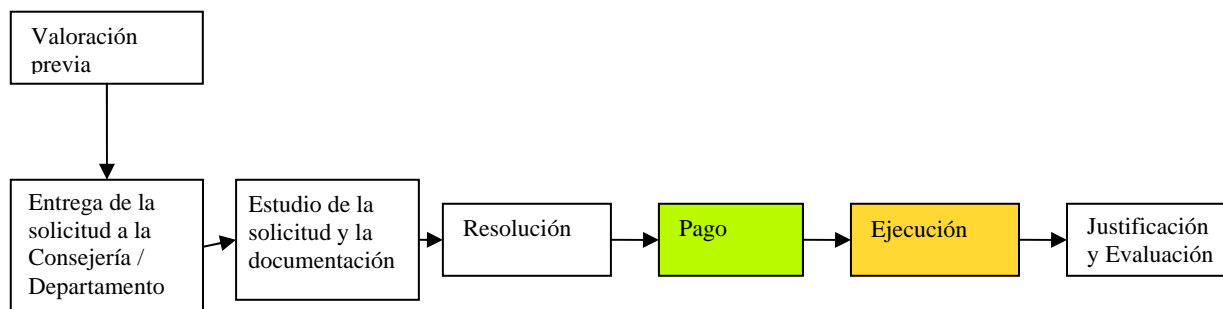 Valoración
previa
Entrega de la
solicitud a la
Consejería /
Departamento
Estudio de la
solicitud y la
documentación
Resolución
Pago
Ejecución
Justificación
y Evaluación